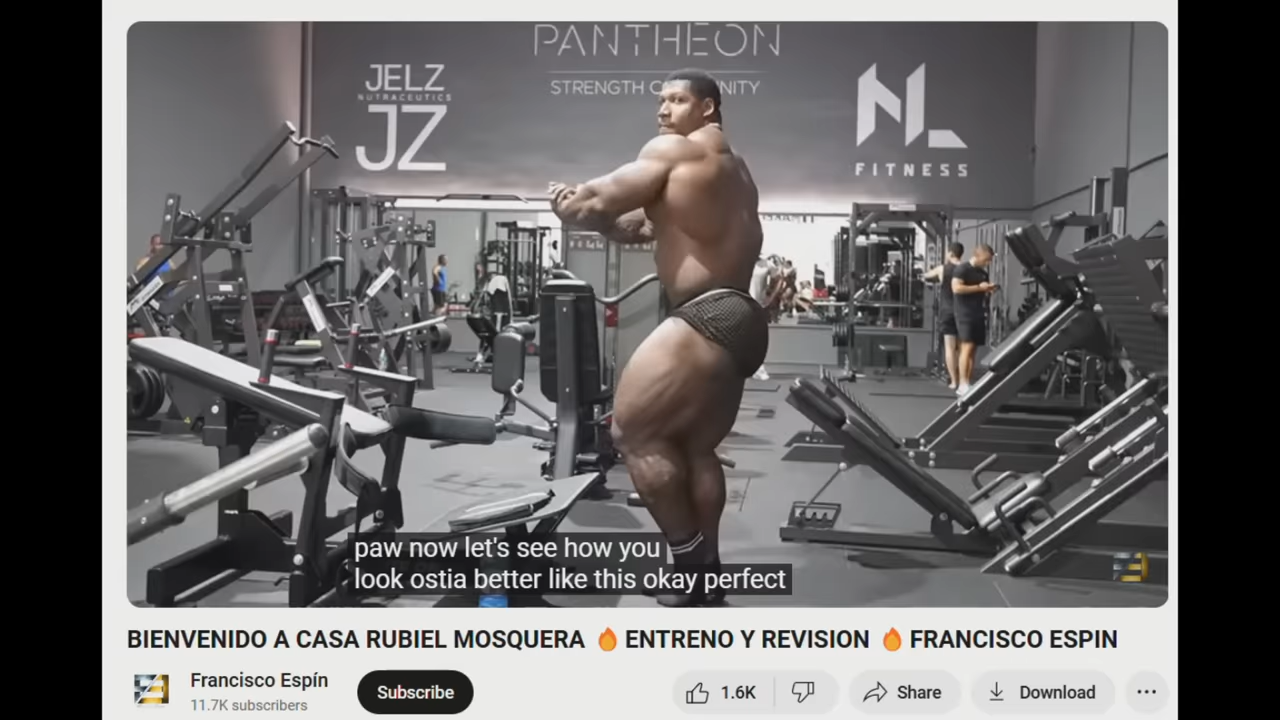 PANTHEON
STRENGTH
JELZ
NUTRACEUTICS
JZ
NL
FITNESS
paw now let's see how you
look ostia better like this okay perfect
BIENVENIDO A CASA RUBIEL MOSQUERA 🔥 ENTRENO Y REVISION 🔥 FRANCISCO ESPIN
Francisco Espín
11.7K subscribers
Subscribe
1.6K
Share
Download